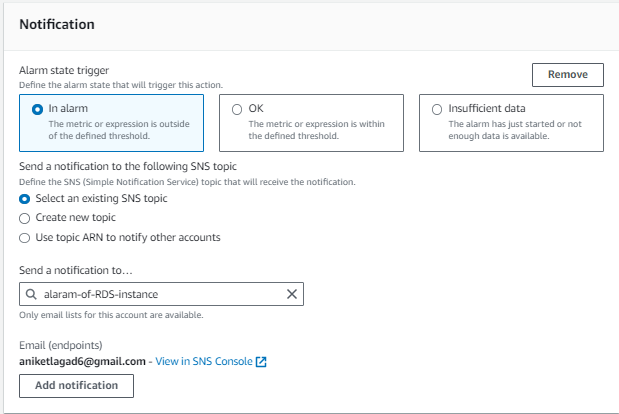 Notification
Alarm state trigger
Define the alarm state that will trigger this action.
Remove
In alarm
The metric or expression is outside
of the defined threshold.
OK
The metric or expression is within
the defined threshold.
Insufficient data
The alarm has just started or not
enough data is available.
Send a notification to the following SNS topic
Define the SNS (Simple Notification Service) topic that will receive the notification.
Select an existing SNS topic
Create new topic
Use topic ARN to notify other accounts
Send a notification to…
alaram-of-RDS-instance
Only email lists for this account are available.
Email (endpoints)
aniketlagad6@gmail.com - View in SNS Console
Add notification